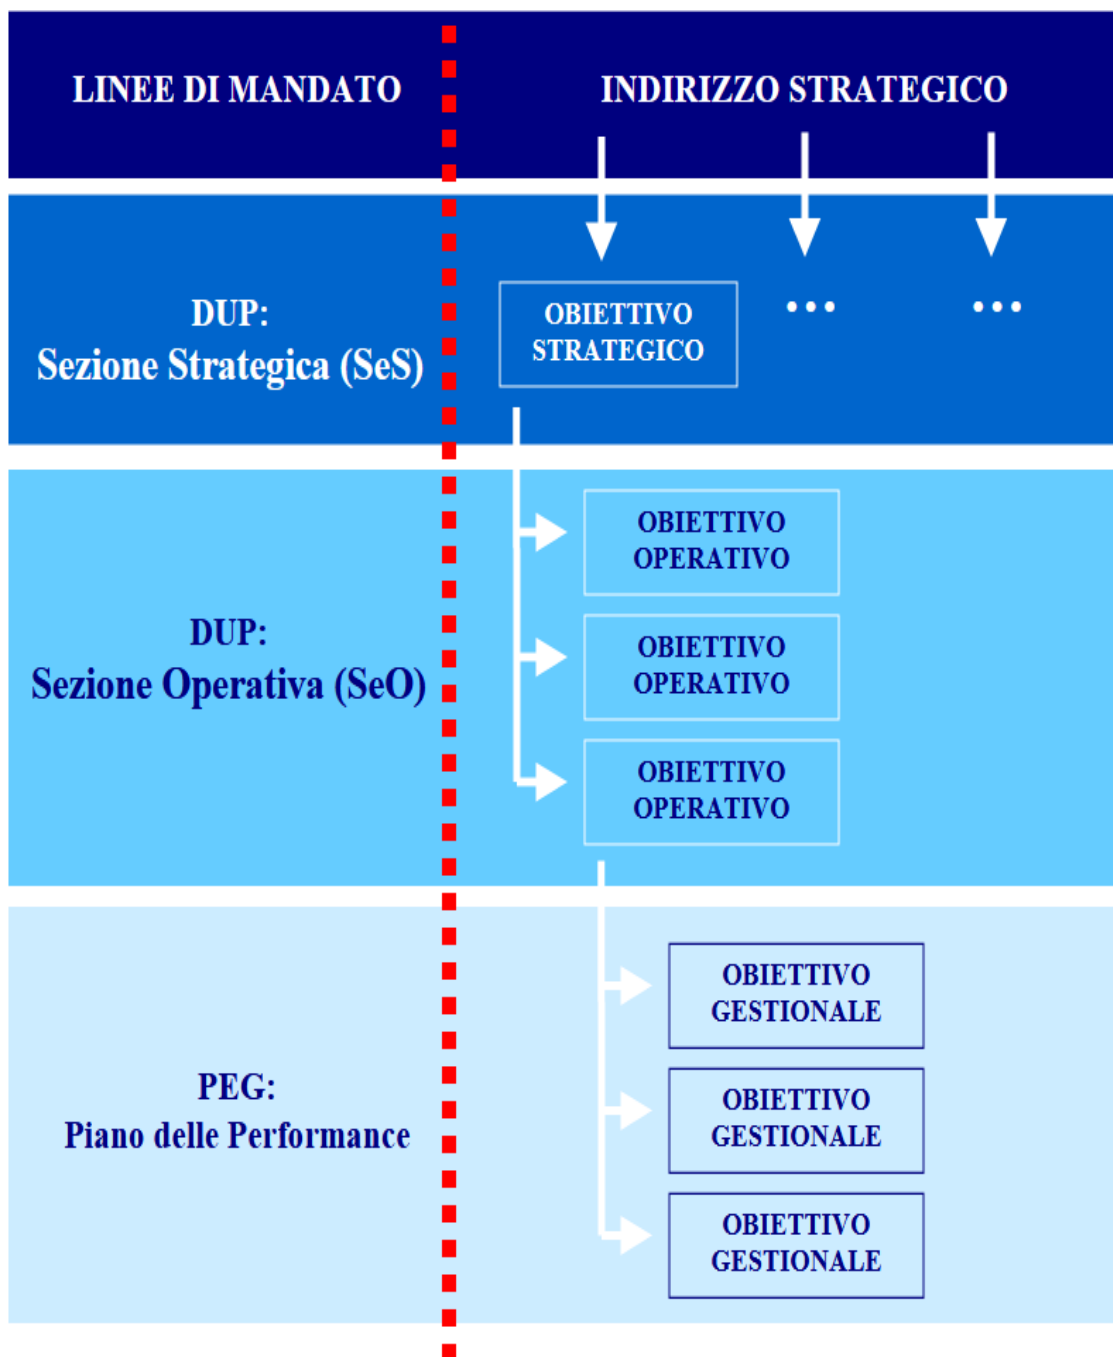 LINEE DI MANDATO
INDIRIZZO STRATEGICO
DUP:
Sezione Strategica (SeS)
OBIETTIVO
STRATEGICO
...
...
DUP:
Sezione Operativa (SeO)
OBIETTIVO
OPERATIVO
OBIETTIVO
OPERATIVO
OBIETTIVO
OPERATIVO
PEG:
Piano delle Performance
OBIETTIVO
GESTIONALE
OBIETTIVO
GESTIONALE
OBIETTIVO
GESTIONALE